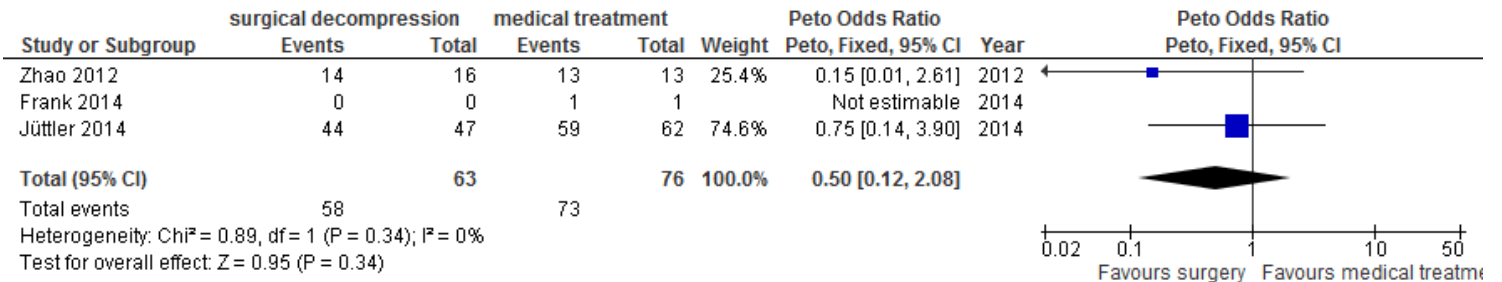 surgical decompression medical treatment Peto Odds Ratio Peto Odds Ratio
Study or Subgroup Events Total Events Total Weight Peto, Fixed, 95% CI Year Peto, Fixed, 95% CI
Zhao 2012 14 16 13 13 25.4% 0.15 [0.01, 2.61] 2012
Frank 2014 0 0 1 1 Not estimable 2014
Jüttler 2014 44 47 59 62 74.6% 0.75 [0.14, 3.90] 2014
Total (95% CI) 63 76 100.0% 0.50 [0.12, 2.08]
Total events 58 73
Heterogeneity: Chi² = 0.89, df = 1 (P = 0.34); I² = 0%
Test for overall effect: Z = 0.95 (P = 0.34)
0.02 0.1 1 10 50
Favours surgery Favours medical treatme